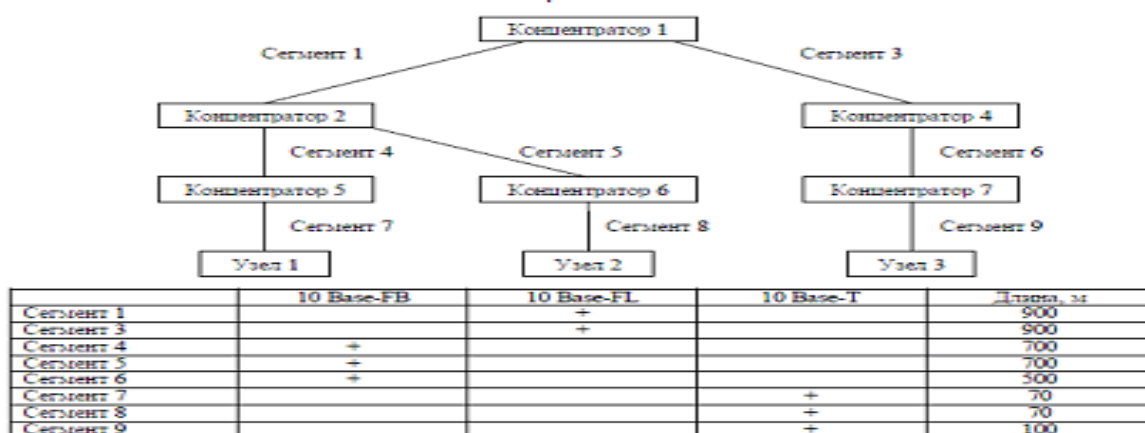 Концентратор 1
Сегмент 1 Сегмент 3
Концентратор 2 Концентратор 4
Сегмент 4 Сегмент 5 Сегмент 6
Концентратор 5 Концентратор 6 Концентратор 7
Сегмент 7 Сегмент 8 Сегмент 9
Узел 1 Узел 2 Узел 3
10 Base-FB 10 Base-FL 10 Base-T Длина, м
Сегмент 1 + 900
Сегмент 3 + 900
Сегмент 4 + 700
Сегмент 5 + 700
Сегмент 6 + 500
Сегмент 7 + 70
Сегмент 8 + 70
Сегмент 9 + 100